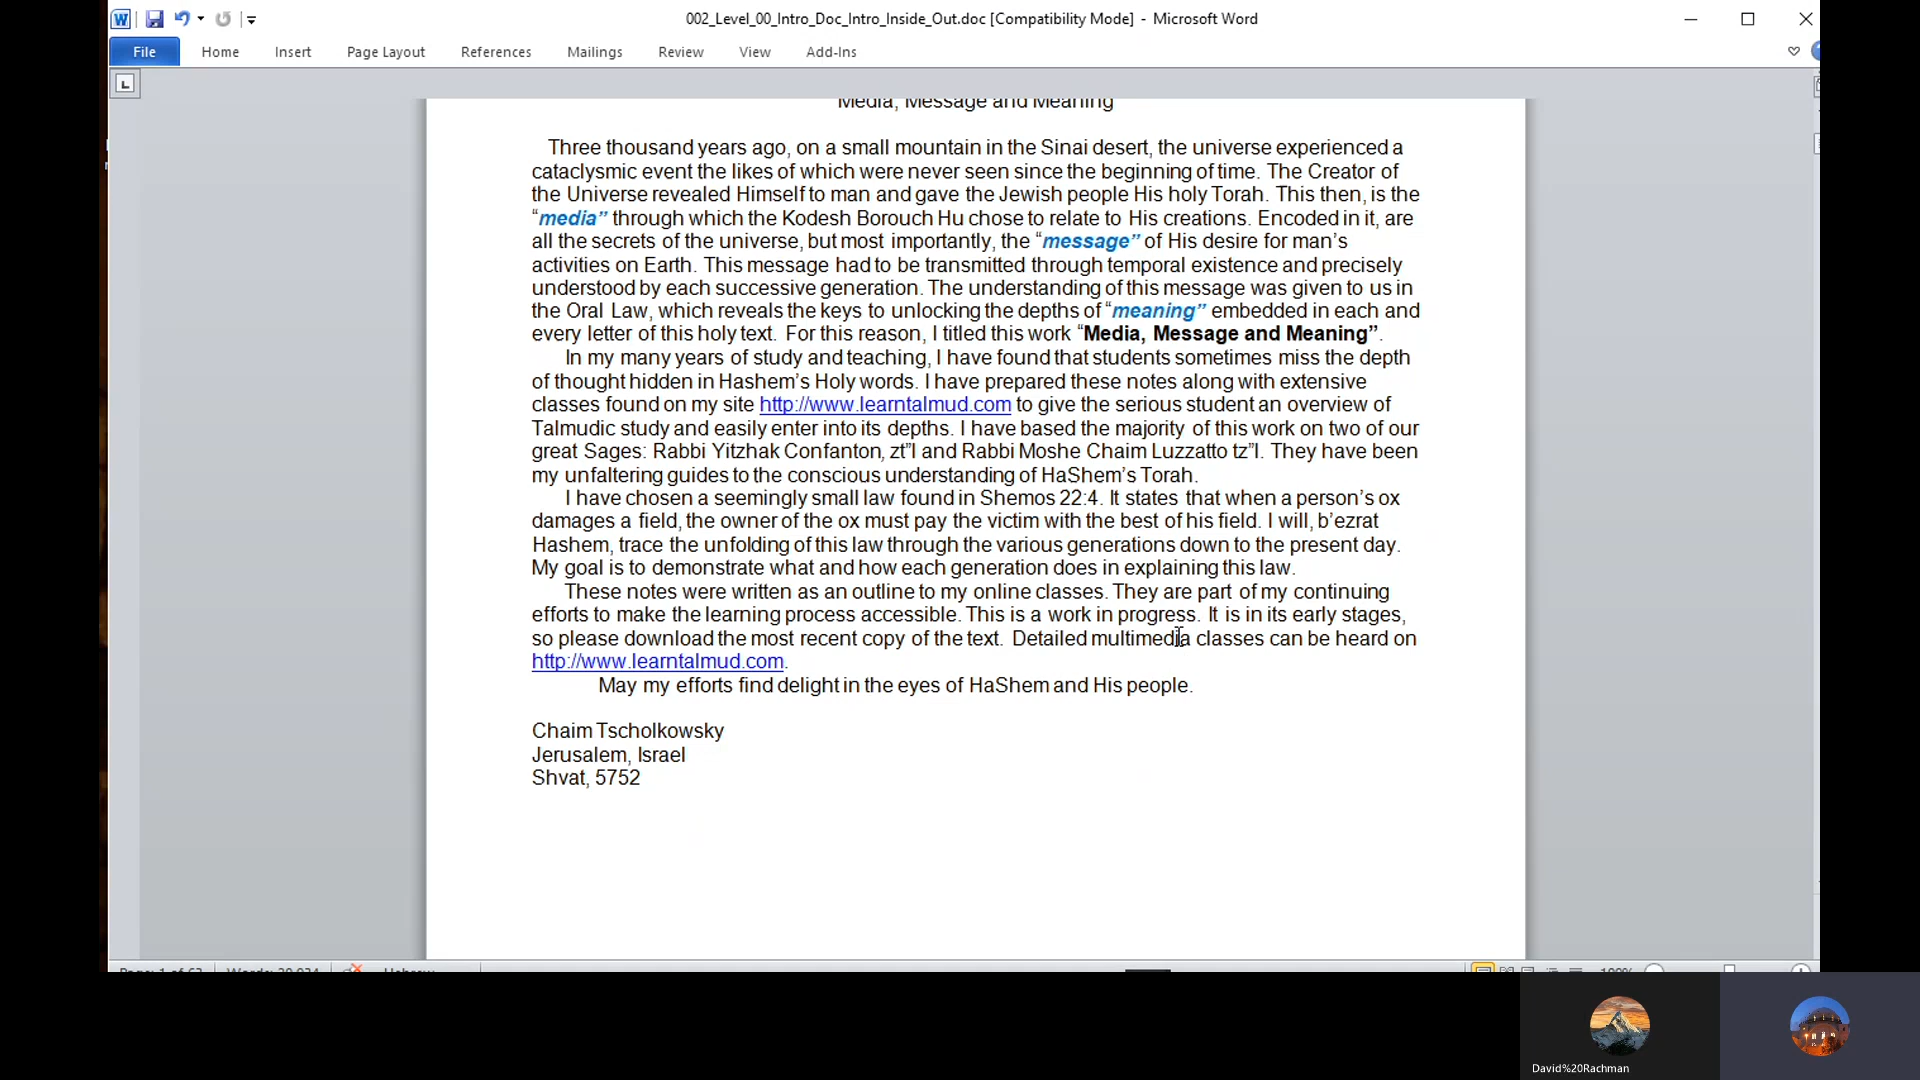 002_Level_00_Intro_Doc_Intro_Inside_Out.doc [Compatibility Mode] - Microsoft Word
File Home Insert Page Layout References Mailings Review View Add-Ins
Media, Message and Meaning
Three thousand years ago, on a small mountain in the Sinai desert, the universe experienced a
cataclysmic event the likes of which were never seen since the beginning of time. The Creator of
the Universe revealed Himself to man and gave the Jewish people His holy Torah. This then, is the
“media” through which the Kodesh Borouch Hu chose to relate to His creations. Encoded in it, are
all the secrets of the universe, but most importantly, the “message” of His desire for man’s
activities on Earth. This message had to be transmitted through temporal existence and precisely
understood by each successive generation. The understanding of this message was given to us in
the Oral Law, which reveals the keys to unlocking the depths of “meaning” embedded in each and
every letter of this holy text. For this reason, I titled this work “Media, Message and Meaning”.
In my many years of study and teaching, I have found that students sometimes miss the depth
of thought hidden in Hashem’s Holy words. I have prepared these notes along with extensive
classes found on my site http://www.learntalmud.com to give the serious student an overview of
Talmudic study and easily enter into its depths. I have based the majority of this work on two of our
great Sages: Rabbi Yitzhak Confanton, zt”l and Rabbi Moshe Chaim Luzzatto tz”l. They have been
my unfaltering guides to the conscious understanding of HaShem’s Torah.
I have chosen a seemingly small law found in Shemos 22:4. It states that when a person’s ox
damages a field, the owner of the ox must pay the victim with the best of his field. I will, b’ezrat
Hashem, trace the unfolding of this law through the various generations down to the present day.
My goal is to demonstrate what and how each generation does in explaining this law.
These notes were written as an outline to my online classes. They are part of my continuing
efforts to make the learning process accessible. This is a work in progress. It is in its early stages,
so please download the most recent copy of the text. Detailed multimedia classes can be heard on
http://www.learntalmud.com.
May my efforts find delight in the eyes of HaShem and His people.
Chaim Tscholkowsky
Jerusalem, Israel
Shvat, 5752
David%20Rachman